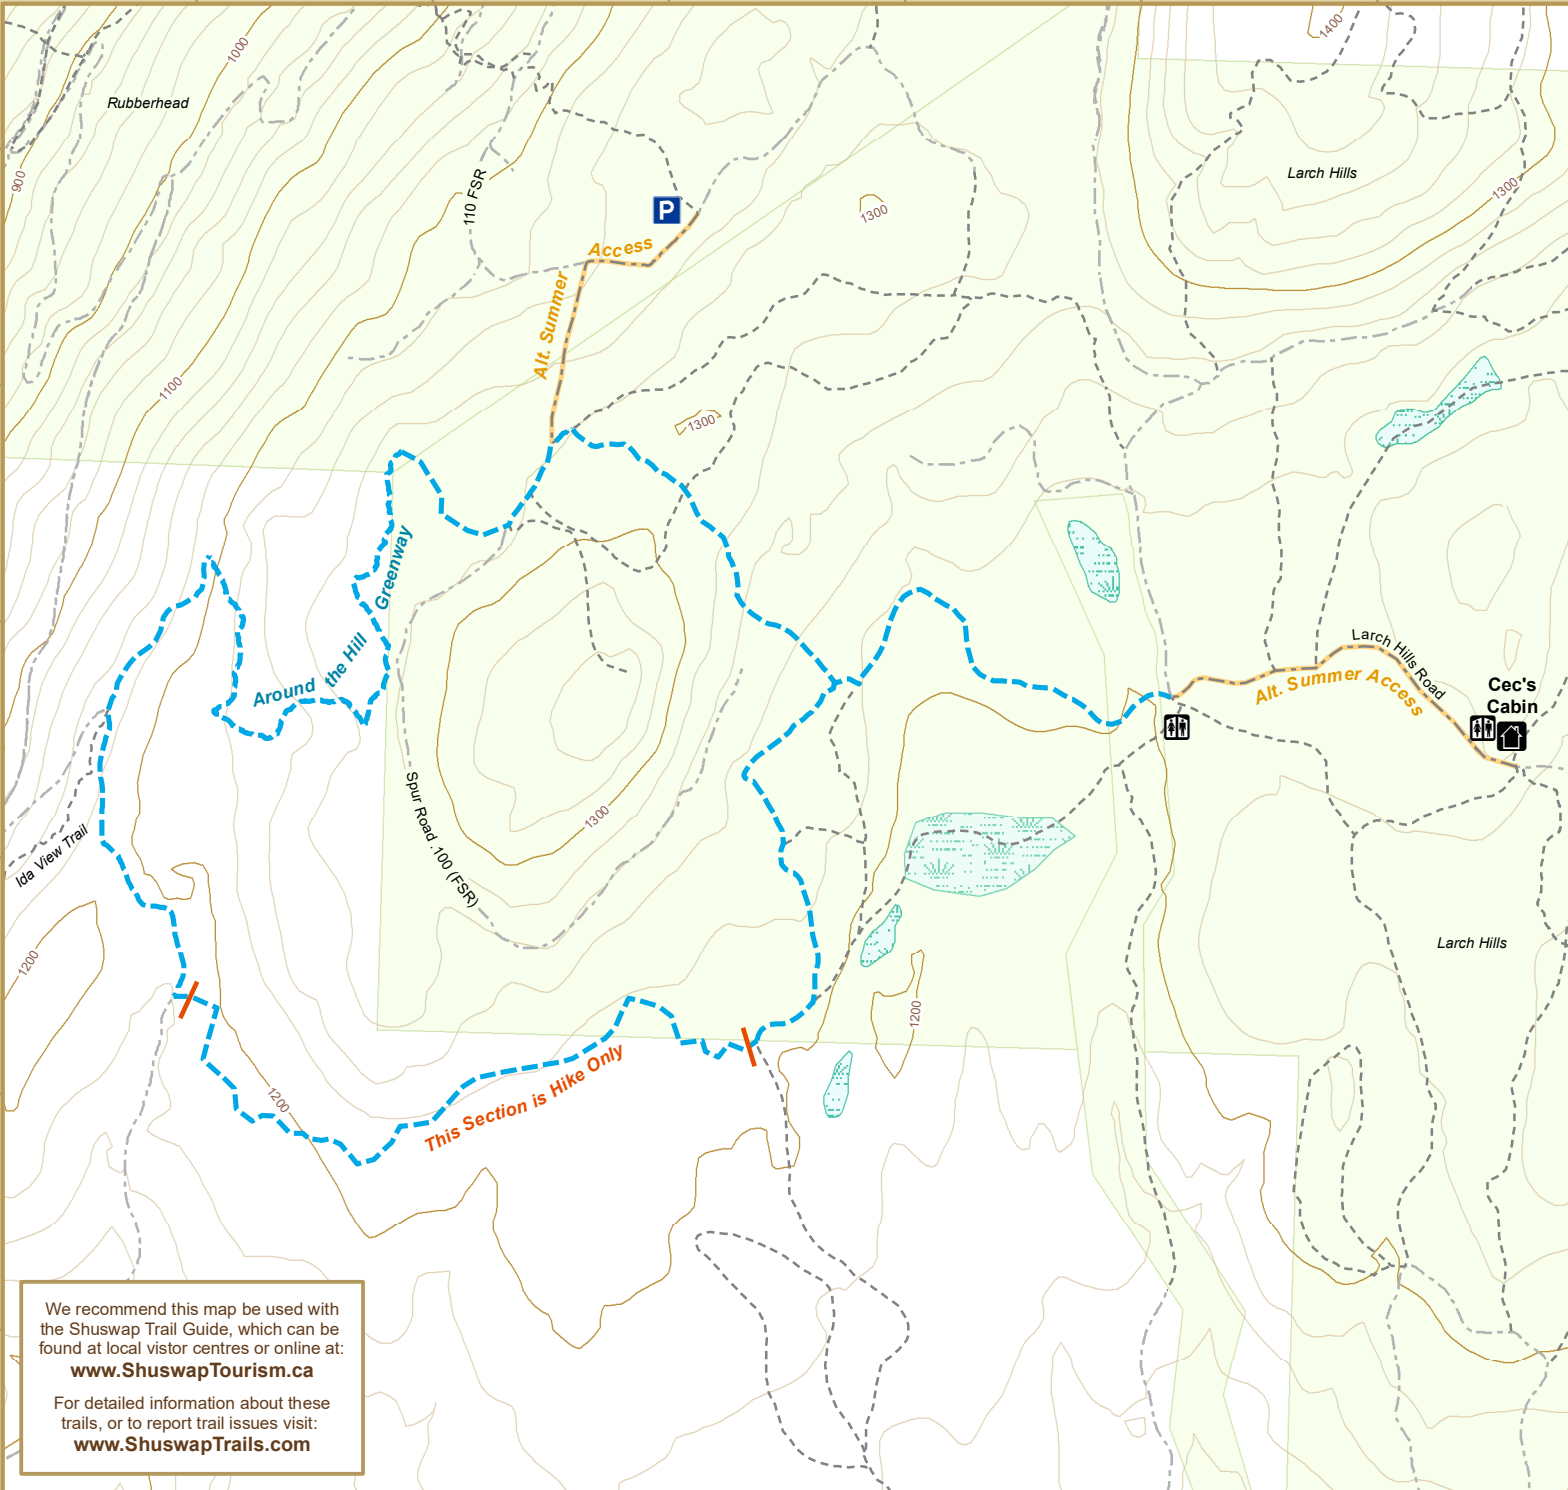 1400
1000
Rubberhead
Larch Hills
900
1300
110 FSR
P
1300
Access
Alt. Summer
1100
1300
Around the Hill Greenway
Larch Hills Road
Alt. Summer Access
Cec's
Cabin
Spur Road .100 (FSR)
1300
Ida View Trail
1200
Larch Hills
1200
1200
This Section is Hike Only
We recommend this map be used with
the Shuswap Trail Guide, which can be
found at local vistor centres or online at:
www.ShuswapTourism.ca
For detailed information about these
trails, or to report trail issues visit:
www.ShuswapTrails.com